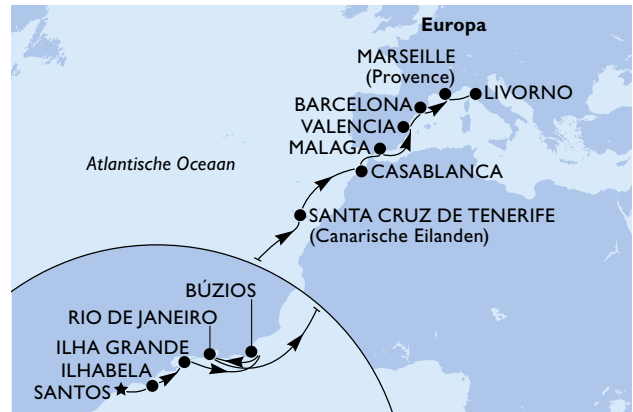 Europa
MARSEILLE
(Provence)
LIVORNO
BARCELONA
VALENCIA
MALAGA
Atlantische Oceaan
CASABLANCA
SANTA CRUZ DE TENERIFE
(Canarische Eilanden)
BÚZIOS
RIO DE JANEIRO
ILHA GRANDE
ILHABELA
SANTOS